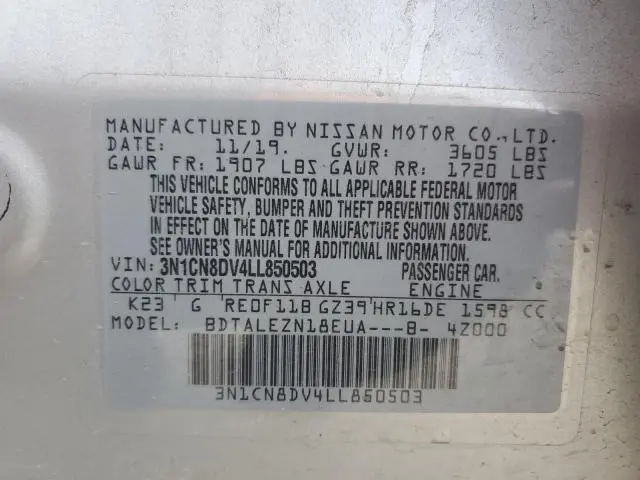 MANUFACTURED BY NISSAN MOTOR CO., LTD.
DATE: 11/19. GVWR: 3605 LBS
GAWR FR: 1907 LBS GAWR RR: 1720 LBS
THIS VEHICLE CONFORMS TO ALL APPLICABLE FEDERAL MOTOR
VEHICLE SAFETY, BUMPER AND THEFT PREVENTION STANDARDS
IN EFFECT ON THE DATE OF MANUFACTURE SHOWN ABOVE.
SEE OWNER'S MANUAL FOR ADDITIONAL INFORMATION.
VIN: 3N1CN8DV4LL850503 PASSENGER CAR.
COLOR TRIM TRANS AXLE ENGINE
K23 G RE0F11B GZ39 HR16DE 1598 CC
MODEL: BDTALEZN18EUA---B- 4Z000
3N1CN8DV4LL850503